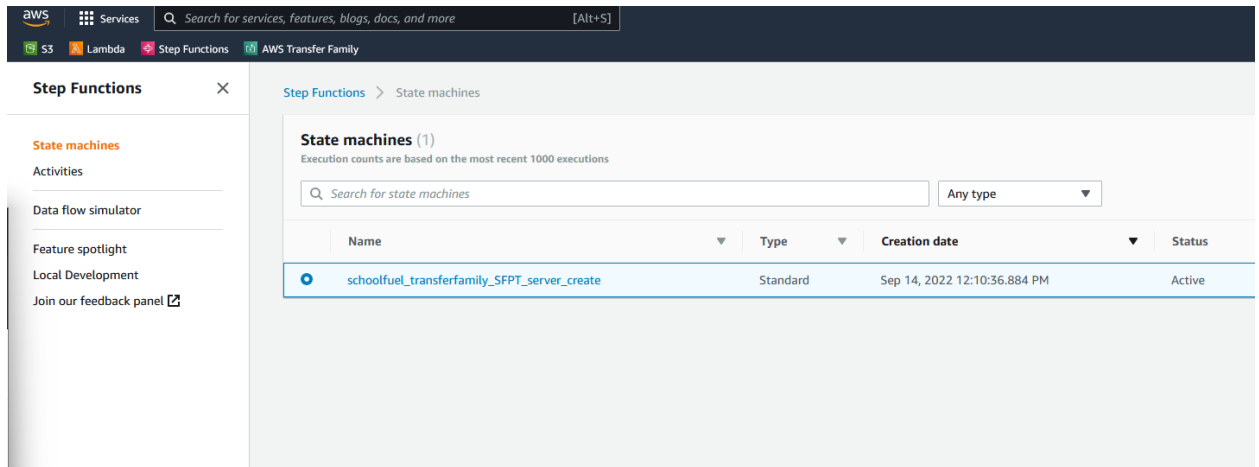 aws Services Search for services, features, blogs, docs, and more [Alt+S]
S3 Lambda Step Functions AWS Transfer Family
Step Functions
State machines
Activities
Data flow simulator
Feature spotlight
Local Development
Join our feedback panel
Step Functions > State machines
State machines (1)
Execution counts are based on the most recent 1000 executions
Search for state machines Any type
Name Type Creation date Status
schoolfuel_transferfamily_SFPT_server_create Standard Sep 14, 2022 12:10:36.884 PM Active